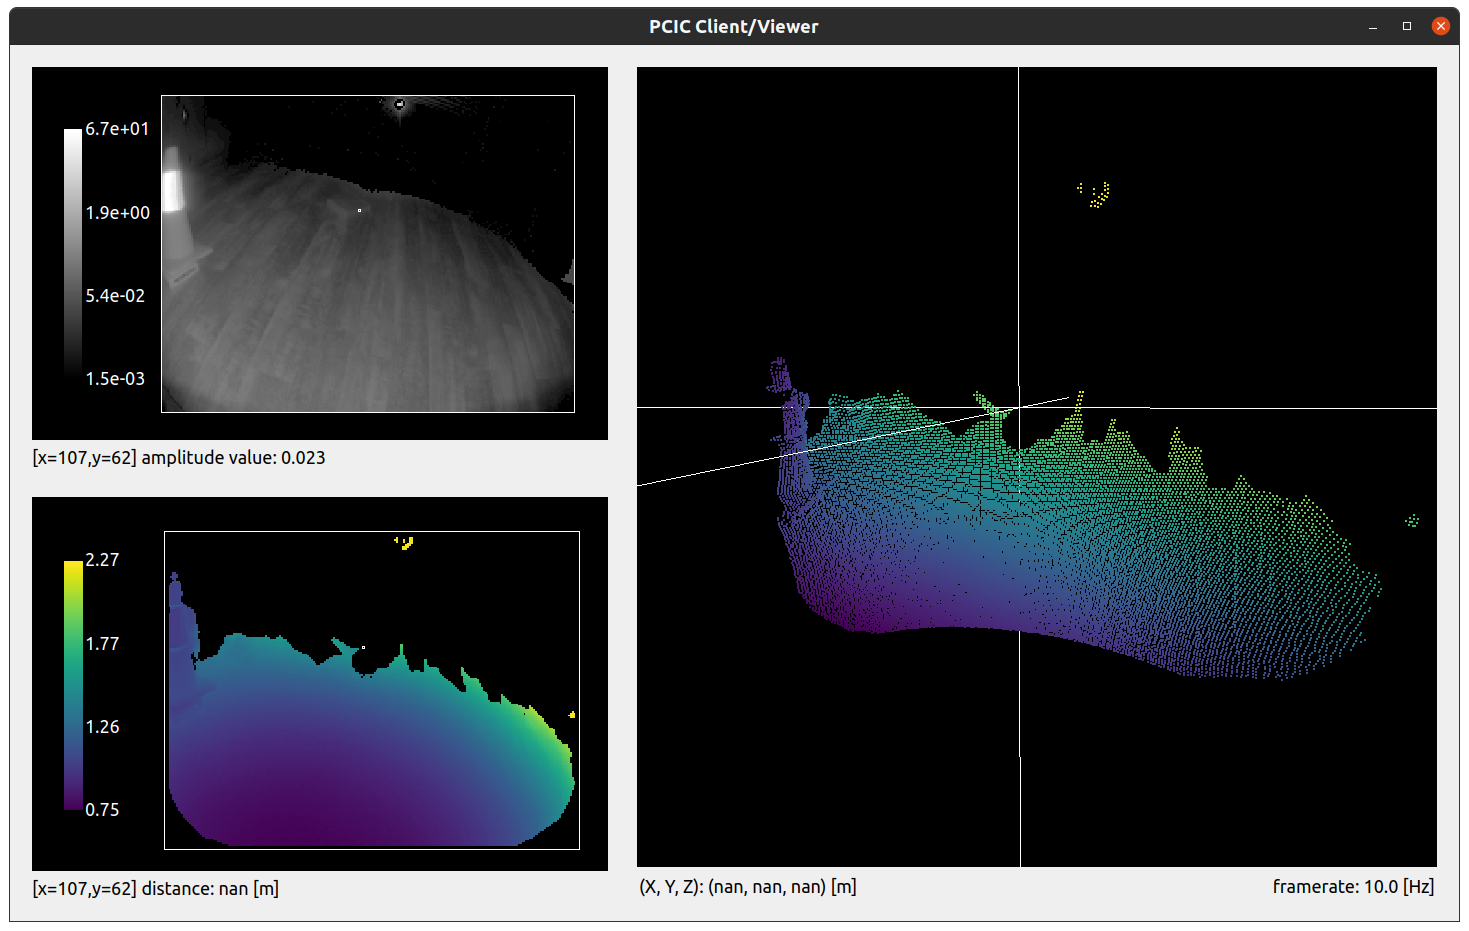 PCIC Client/Viewer
6.7e+01
1.9e+00
5.4e-02
1.5e-03
[x=107,y=62] amplitude value: 0.023
2.27
1.77
1.26
0.75
[x=107,y=62] distance: nan [m]
(X, Y, Z): (nan, nan, nan) [m]
framerate: 10.0 [Hz]